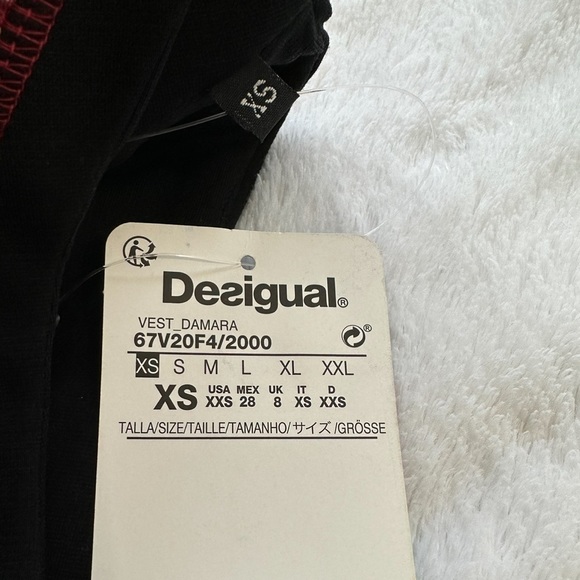 XS
Desigual®
VEST_DAMARA
67V20F4/2000
XS S M L XL XXL
XS USA XXS MEX 28 UK 8 IT XS D XXS
TALLA/SIZE/TAILLE/TAMANHO/サイズ/GRÖSSE